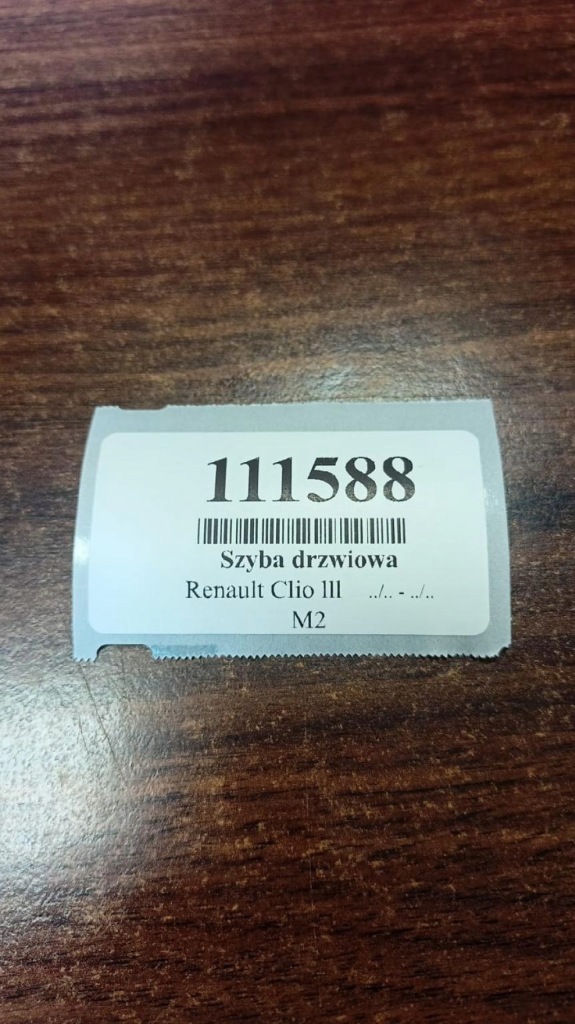 111588
Szyba drzwiowa
Renault Clio lll ../.. - ../..
M2